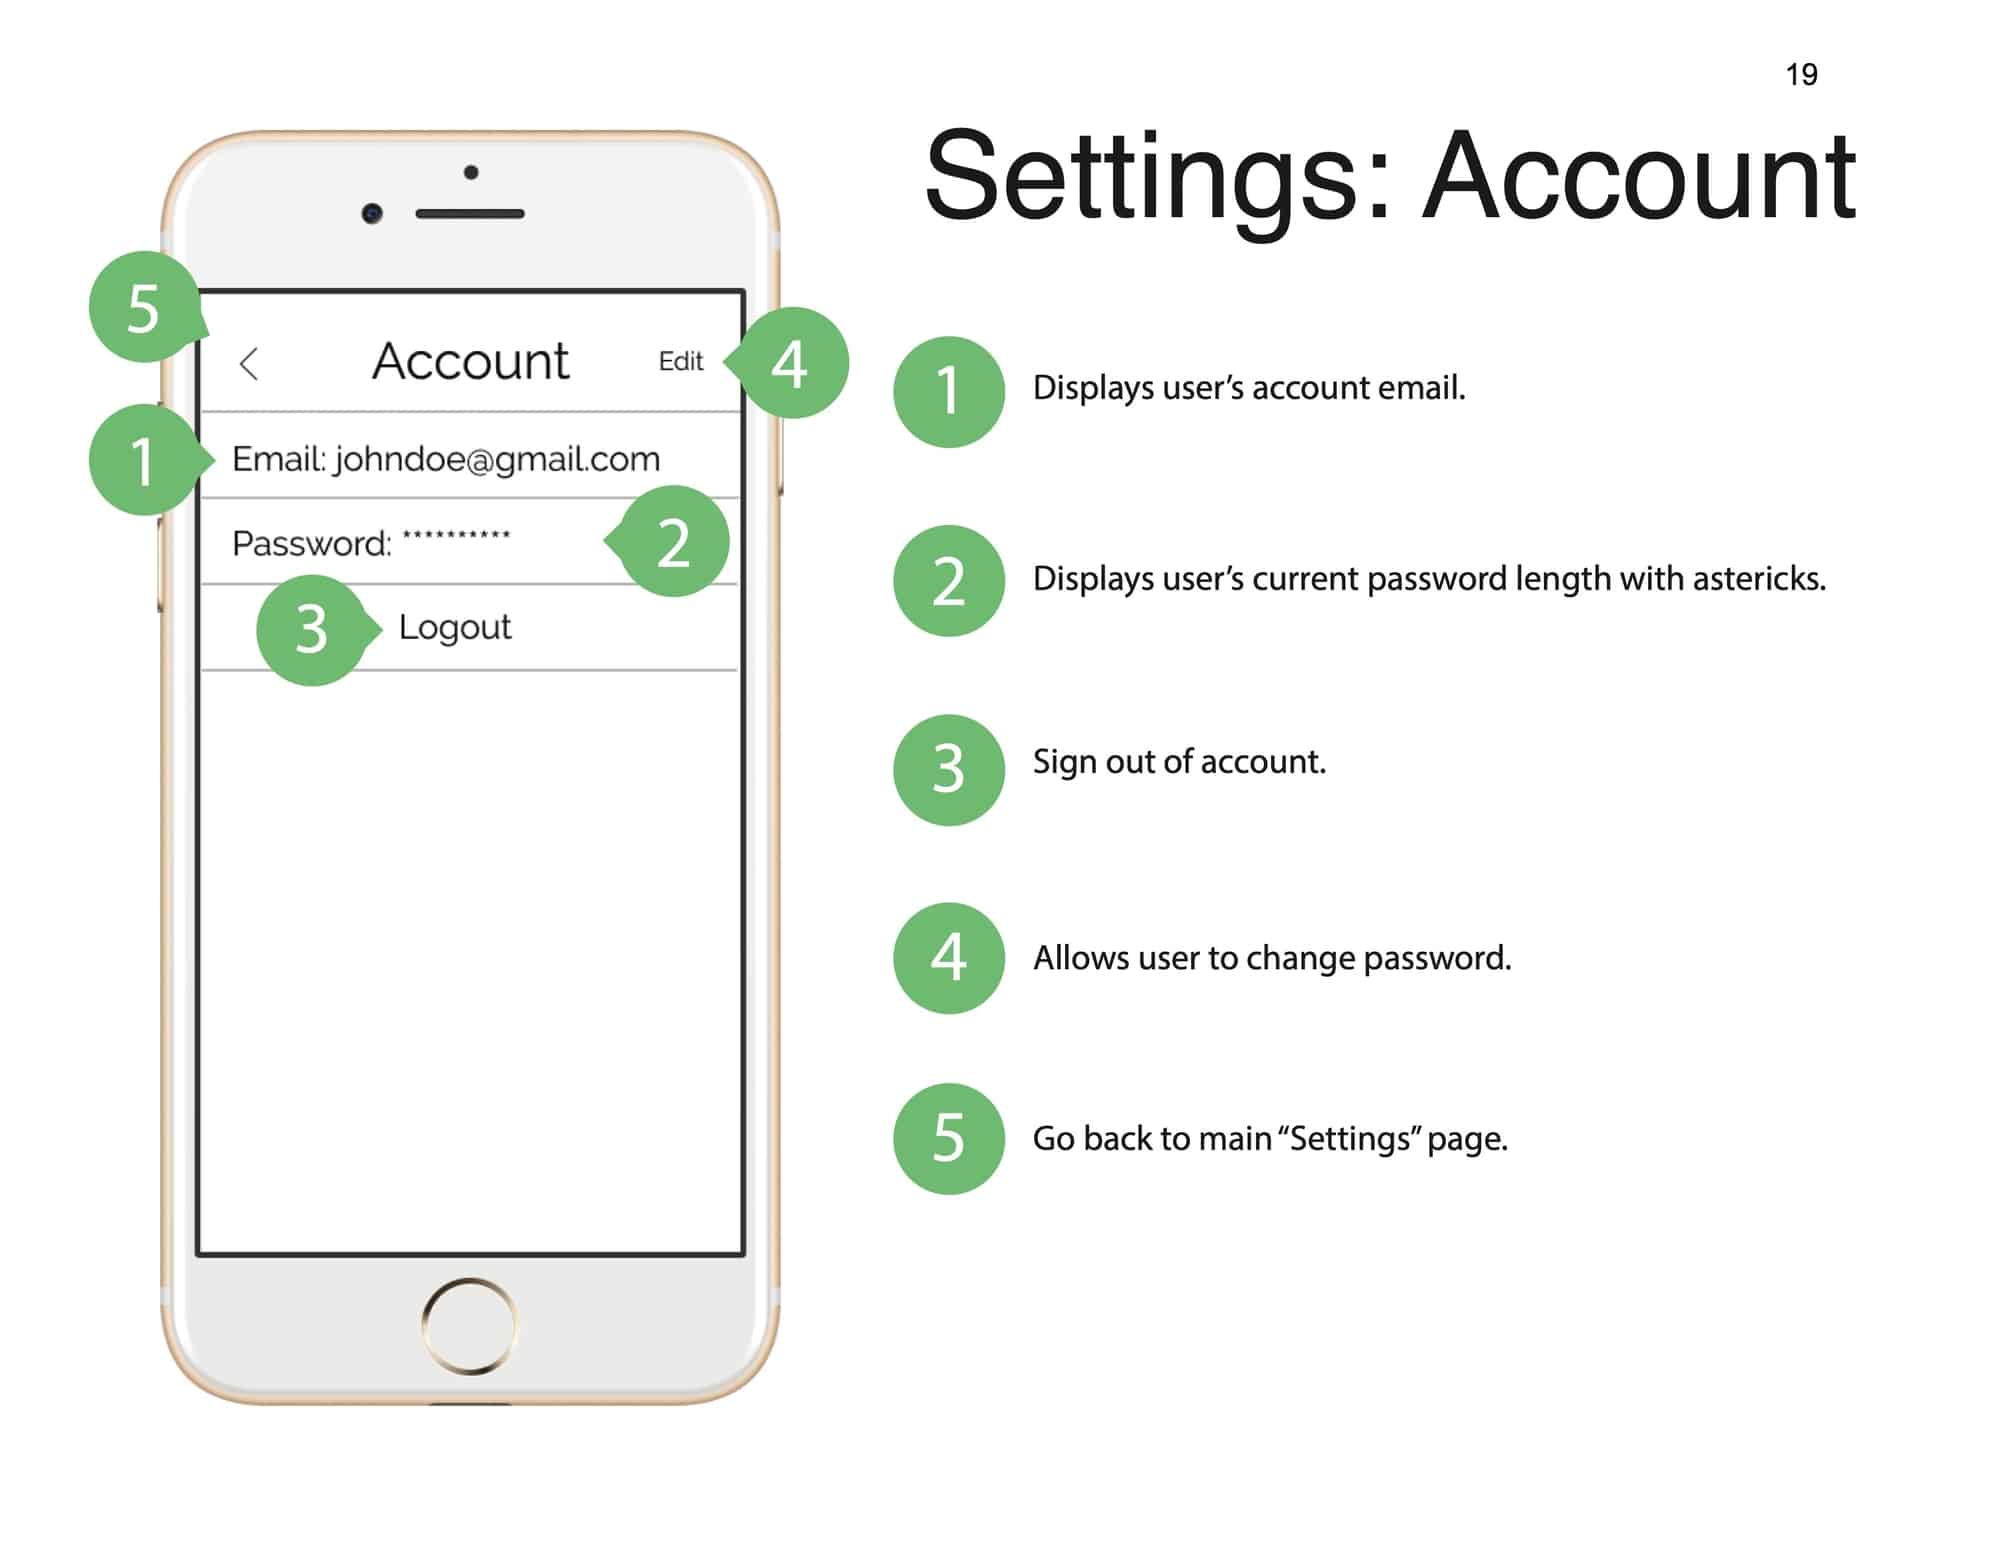 19
Settings: Account
5
< Account Edit
4
1
Email: johndoe@gmail.com
Password: **********
2
3
Logout
1 Displays user’s account email.
2 Displays user’s current password length with astericks.
3 Sign out of account.
4 Allows user to change password.
5 Go back to main “Settings” page.